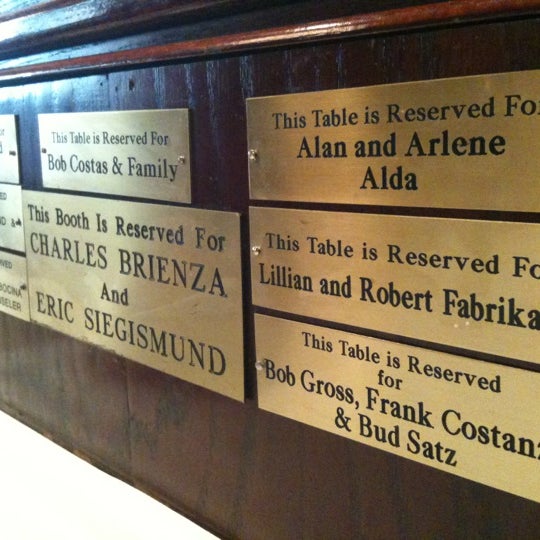 This Table is Reserved For
Bob Costas & Family
This Booth Is Reserved For
CHARLES BRIENZA
And
ERIC SIEGISMUND
This Table is Reserved For
Alan and Arlene
Alda
This Table is Reserved Fo
Lillian and Robert Fabrika
This Table is Reserved
for
Bob Gross, Frank Costanz
& Bud Satz